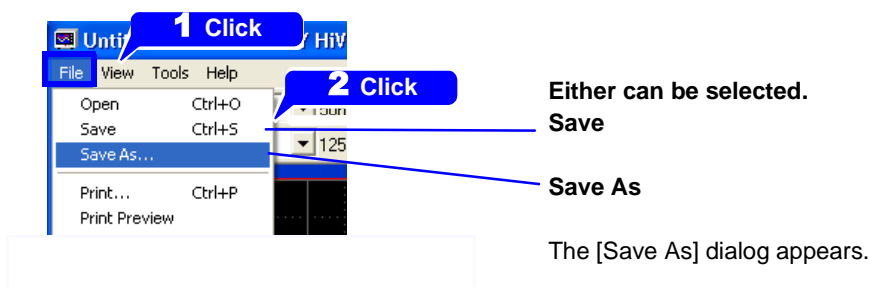 1 Click
Unti
HiV
File View Tools Help
2 Click
Open Ctrl+O
Save Ctrl+S
125
Save As...
Print... Ctrl+P
Print Preview
Either can be selected.
Save
Save As
The [Save As] dialog appears.